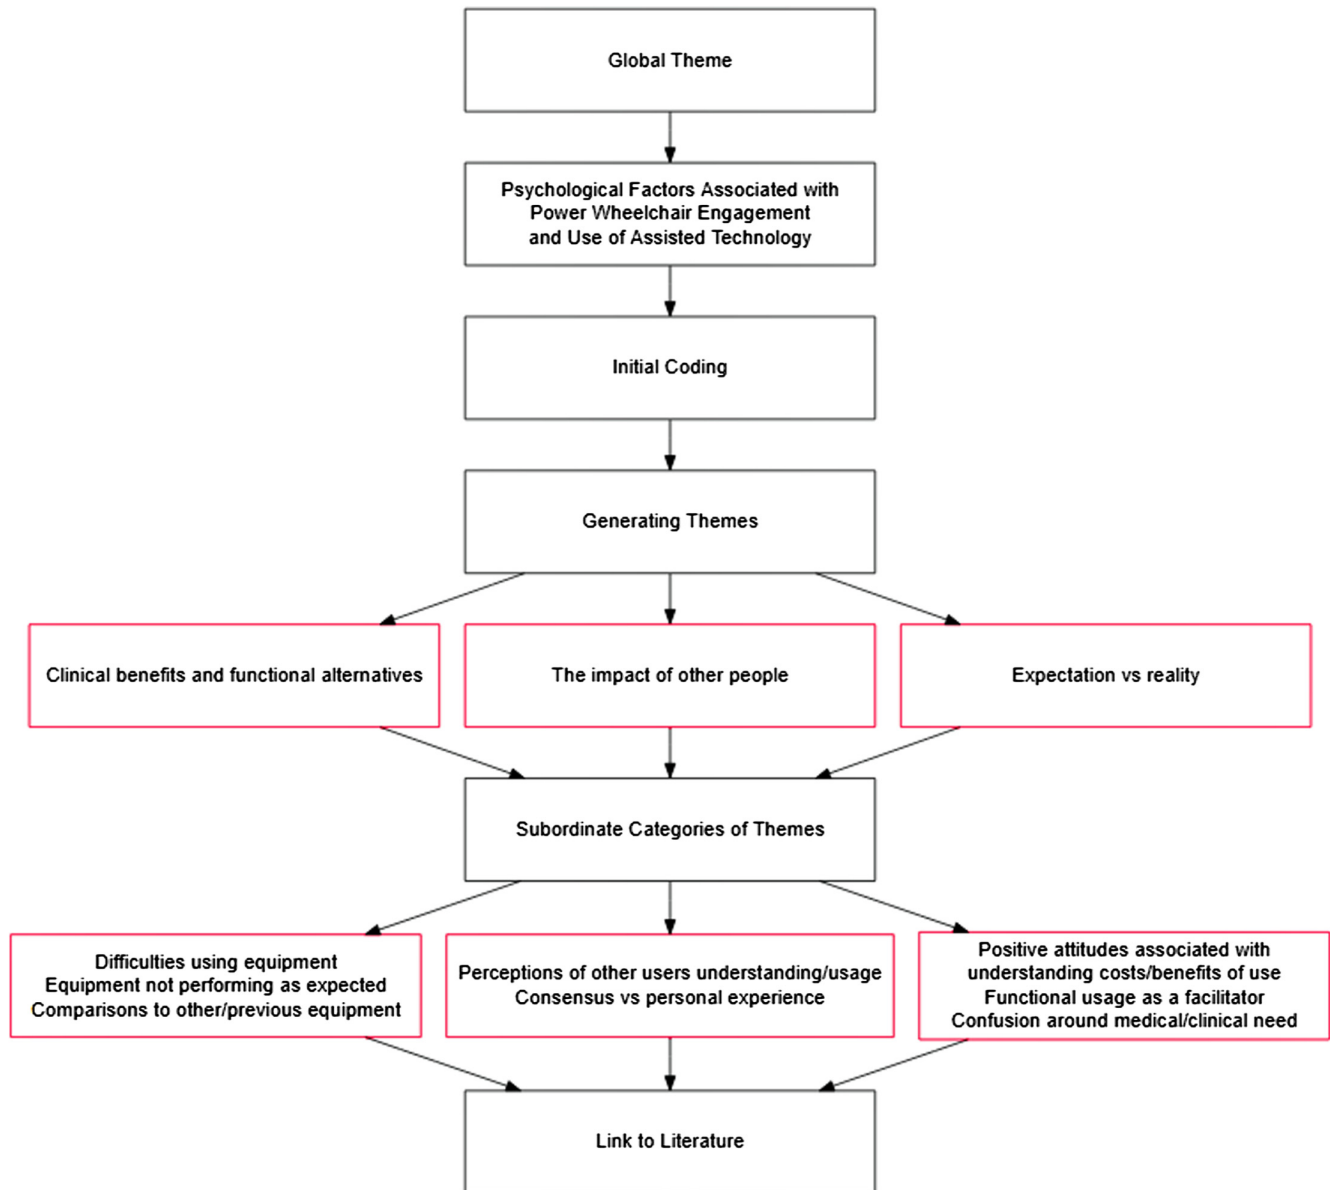 Global Theme
Psychological Factors Associated with
Power Wheelchair Engagement
and Use of Assisted Technology
Initial Coding
Generating Themes
Clinical benefits and functional alternatives
The impact of other people
Expectation vs reality
Subordinate Categories of Themes
Difficulties using equipment
Equipment not performing as expected
Comparisons to other/previous equipment
Perceptions of other users understanding/usage
Consensus vs personal experience
Positive attitudes associated with
understanding costs/benefits of use
Functional usage as a facilitator
Confusion around medical/clinical need
Link to Literature